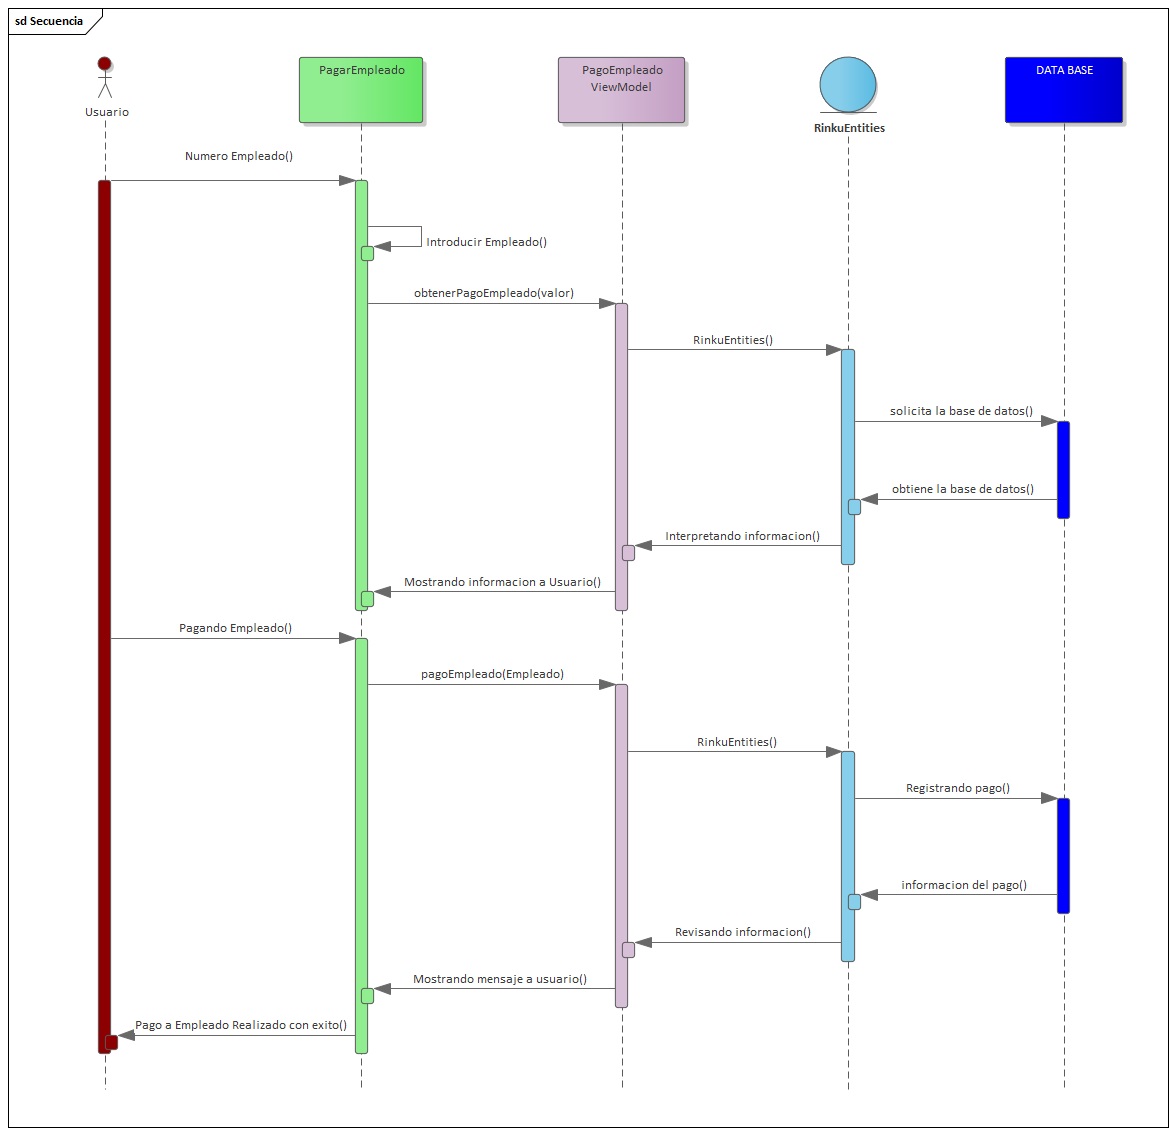 sd Secuencia
Usuario
PagarEmpleado
PagoEmpleado
ViewModel
RinkuEntities
DATA BASE
Numero Empleado()
Introducir Empleado()
obtenerPagoEmpleado(valor)
RinkuEntities()
solicita la base de datos()
obtiene la base de datos()
Interpretando informacion()
Mostrando informacion a Usuario()
Pagando Empleado()
pagoEmpleado(Empleado)
RinkuEntities()
Registrando pago()
informacion del pago()
Revisando informacion()
Mostrando mensaje a usuario()
Pago a Empleado Realizado con exito()